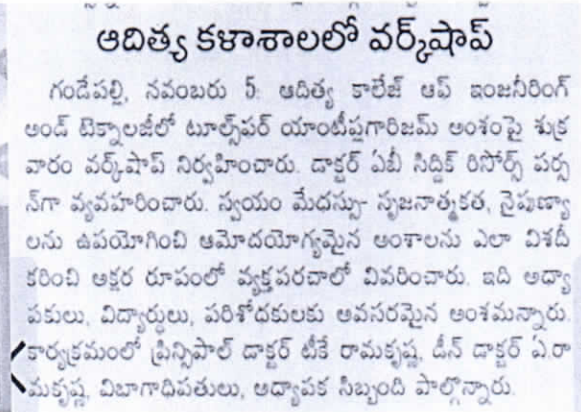 ఆదిత్య కళాశాలలో వర్క్‌షాప్
గండేపల్లి, నవంబరు 5: ఆదిత్య కాలేజ్ ఆప్ ఇంజనీరింగ్
అండ్ టెక్నాలజీలో టూల్స్‌ఫర్ యాంటీప్లగారిజమ్ అంశంపై శుక్ర
వారం వర్క్‌షాప్ నిర్వహించారు. డాక్టర్ ఏబీ సిద్దిక్ రిసోర్స్ పర్స
న్‌గా వ్యవహరించారు. స్వయం మేధస్సు- సృజనాత్మకత, నైపుణ్యా
లను ఉపయోగించి ఆమోదయోగ్యమైన అంశాలను ఎలా విశదీ
కరించి అక్షర రూపంలో వ్యక్తపరచాలో వివరించారు. ఇది అధ్యా
పకులు, విద్యార్థులు, పరిశోధకులకు అవసరమైన అంశమన్నారు.
కార్యక్రమంలో ప్రిన్సిపాల్ డాక్టర్ టీకే రామకృష్ణ, డీన్ డాక్టర్ ఏ.రా
మకృష్ణ, విబాగాధిపతులు, అధ్యాపక సిబ్బంది పాల్గొన్నారు.